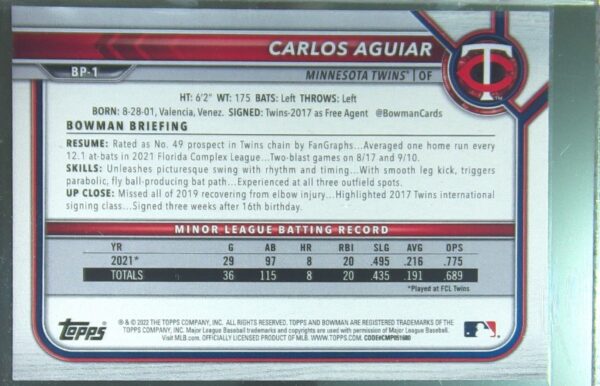 CARLOS AGUIAR
BP-1
MINNESOTA TWINS® | OF
TC
HT: 6'2" WT: 175 BATS: Left THROWS: Left
BORN: 8-28-01, Valencia, Venez. SIGNED: Twins-2017 as Free Agent @BowmanCards
BOWMAN BRIEFING
RESUME: Rated as No. 49 prospect in Twins chain by FanGraphs...Averaged one home run every
12.1 at-bats in 2021 Florida Complex League...Two-blast games on 8/17 and 9/10.
SKILLS: Unleashes picturesque swing with rhythm and timing...With smooth leg kick, triggers
parabolic, fly ball-producing bat path...Experienced at all three outfield spots.
UP CLOSE: Missed all of 2019 recovering from elbow injury...Highlighted 2017 Twins international
signing class...Signed three weeks after 16th birthday.
MINOR LEAGUE BATTING RECORD
YR G AB HR RBI SLG AVG OPS
2021* 29 97 8 20 .495 .216 .775
TOTALS 36 115 8 20 .435 .191 .689
*Played at FCL Twins
Topps
® & © 2022 THE TOPPS COMPANY, INC. ALL RIGHTS RESERVED. TOPPS AND BOWMAN ARE REGISTERED TRADEMARKS OF THE TOPPS
COMPANY, INC. Major League Baseball trademarks and copyrights are used with permission of Major League Baseball.
Visit MLB.com. OFFICIALLY LICENSED PRODUCT OF MLB. WWW.TOPPS.COM. CODE#CMP051680